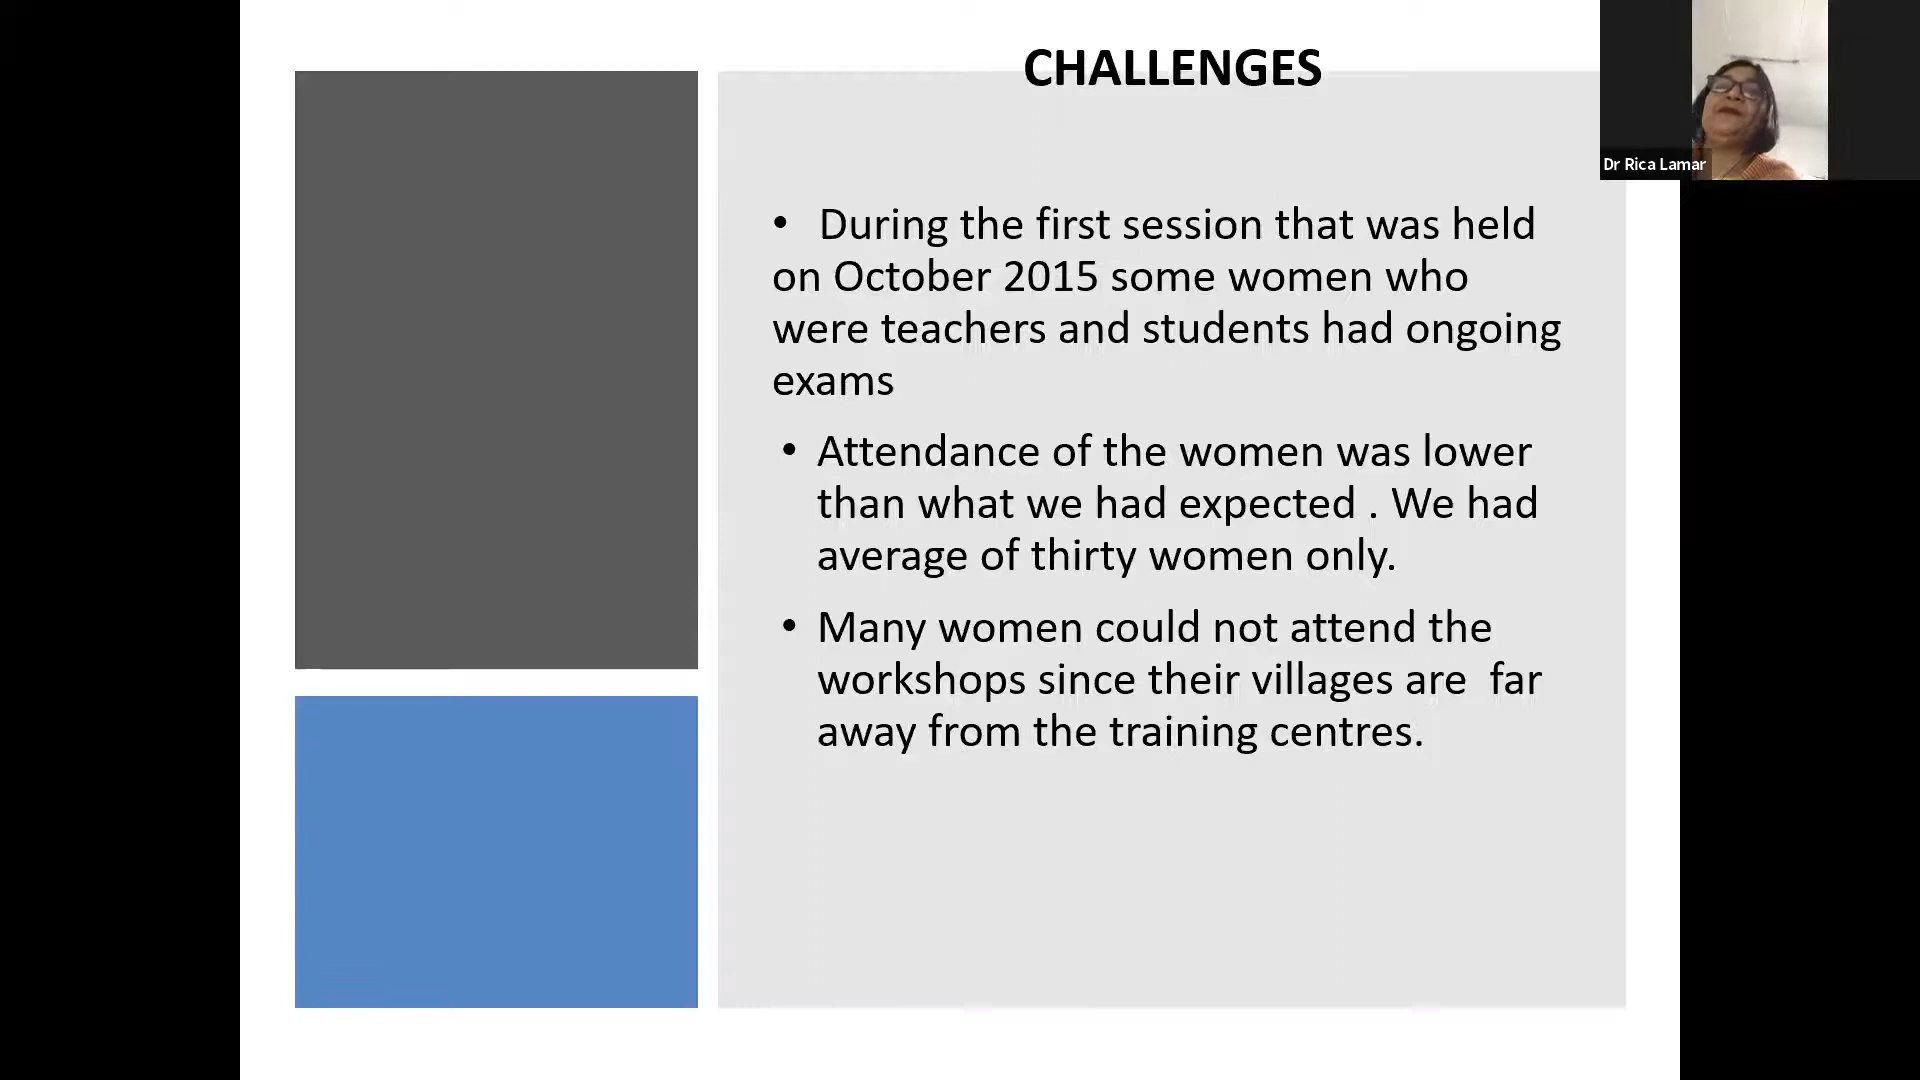 CHALLENGES
Dr Rica Lamar
• During the first session that was held
on October 2015 some women who
were teachers and students had ongoing
exams
• Attendance of the women was lower
than what we had expected . We had
average of thirty women only.
• Many women could not attend the
workshops since their villages are  far
away from the training centres.